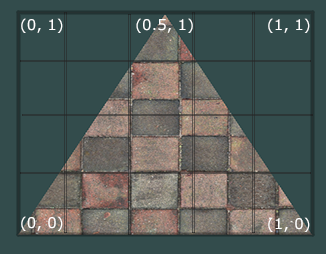 (0, 1) (0.5, 1) (1, 1)
(0, 0) (1, 0)